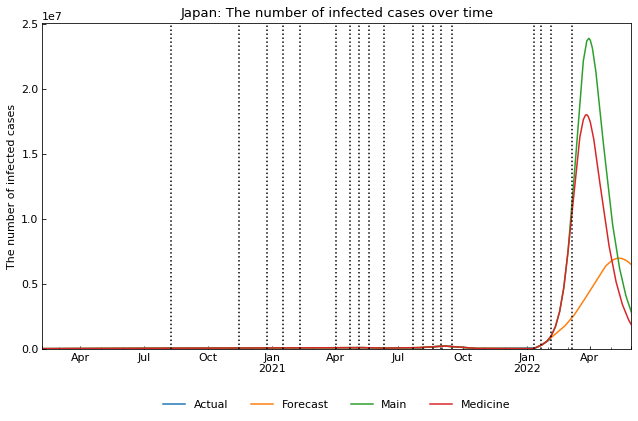 Japan: The number of infected cases over time
1e7
The number of infected cases
2.5
2.0
1.5
1.0
0.5
0.0
Apr Jul Oct Jan Apr Jul Oct Jan Apr
2021 2022
Actual Forecast Main Medicine